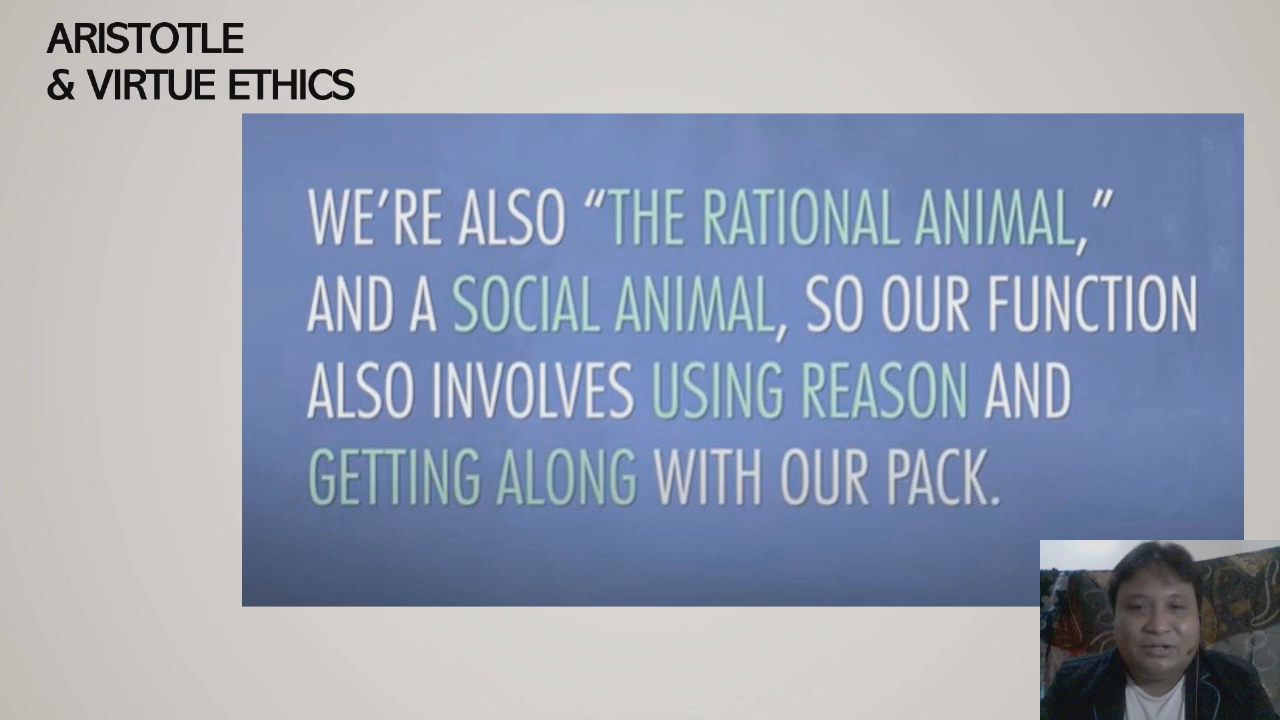 ARISTOTLE
& VIRTUE ETHICS
WE'RE ALSO “THE RATIONAL ANIMAL,”
AND A SOCIAL ANIMAL, SO OUR FUNCTION
ALSO INVOLVES USING REASON AND
GETTING ALONG WITH OUR PACK.